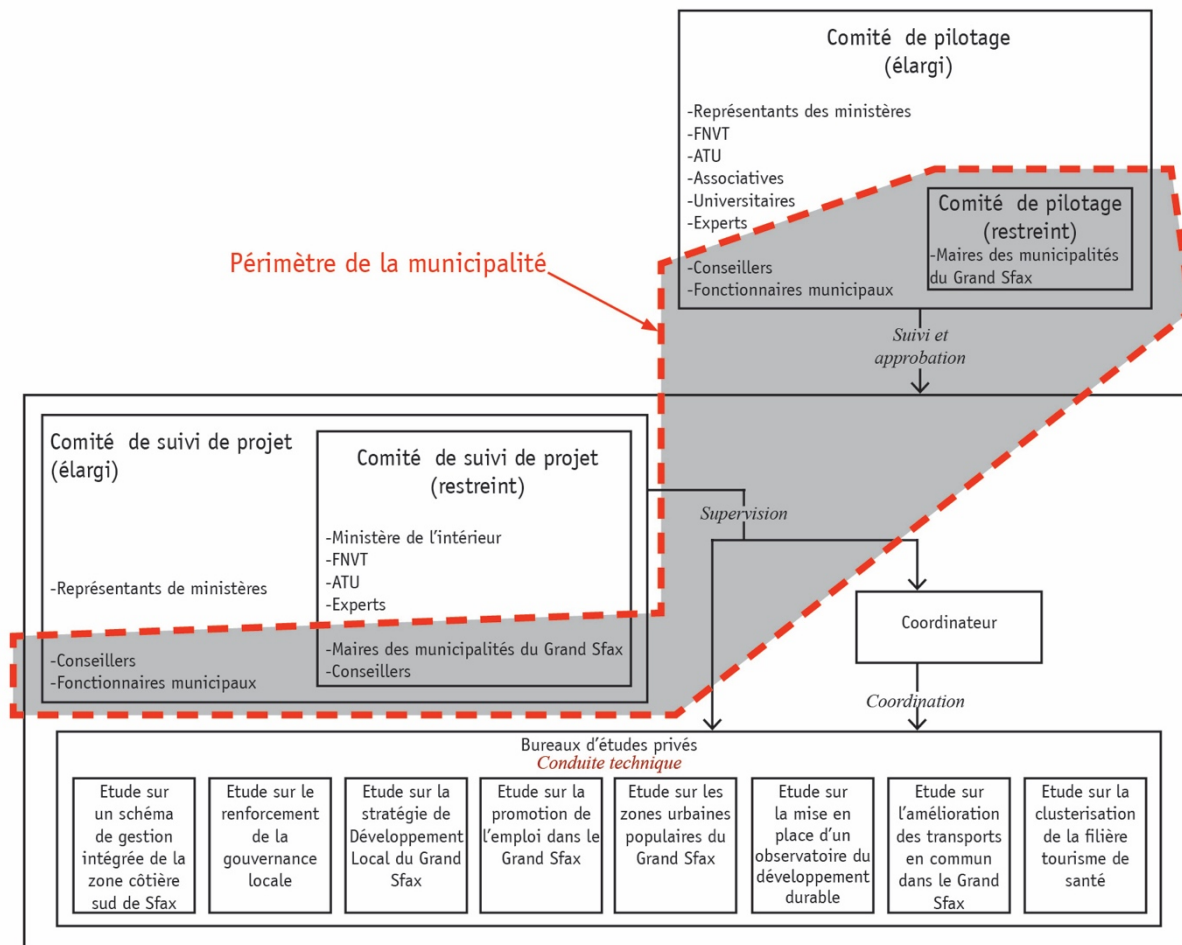 Comité de pilotage
(élargi)
-Représentants des ministères
-FNVT
-ATU
-Associatives
-Universitaires
-Experts
-Conseillers
-Fonctionnaires municipaux
Comité de pilotage
(restreint)
-Maires des municipalités
du Grand Sfax
Périmètre de la municipalité
Suivi et
approbation
Comité de suivi de projet
(élargi)
-Représentants de ministères
-Conseillers
-Fonctionnaires municipaux
Comité de suivi de projet
(restreint)
-Ministère de l'intérieur
-FNVT
-ATU
-Experts
-Maires des municipalités du Grand Sfax
-Conseillers
Supervision
Coordinateur
Coordination
Bureaux d'études privés
Conduite technique
Etude sur
un schéma
de gestion
intégrée de la
zone côtière
sud de Sfax
Etude sur le
renforcement
de la
gouvernance
locale
Etude sur la
stratégie de
Développement
Local du Grand
Sfax
Etude sur la
promotion de
l'emploi dans le
Grand Sfax
Etude sur les
zones urbaines
populaires du
Grand Sfax
Etude sur
la mise en
place d'un
observatoire du
développement
durable
Etude sur
l'amélioration
des transports
en commun
dans le Grand
Sfax
Etude sur la
clusterisation
de la filière
tourisme de
santé